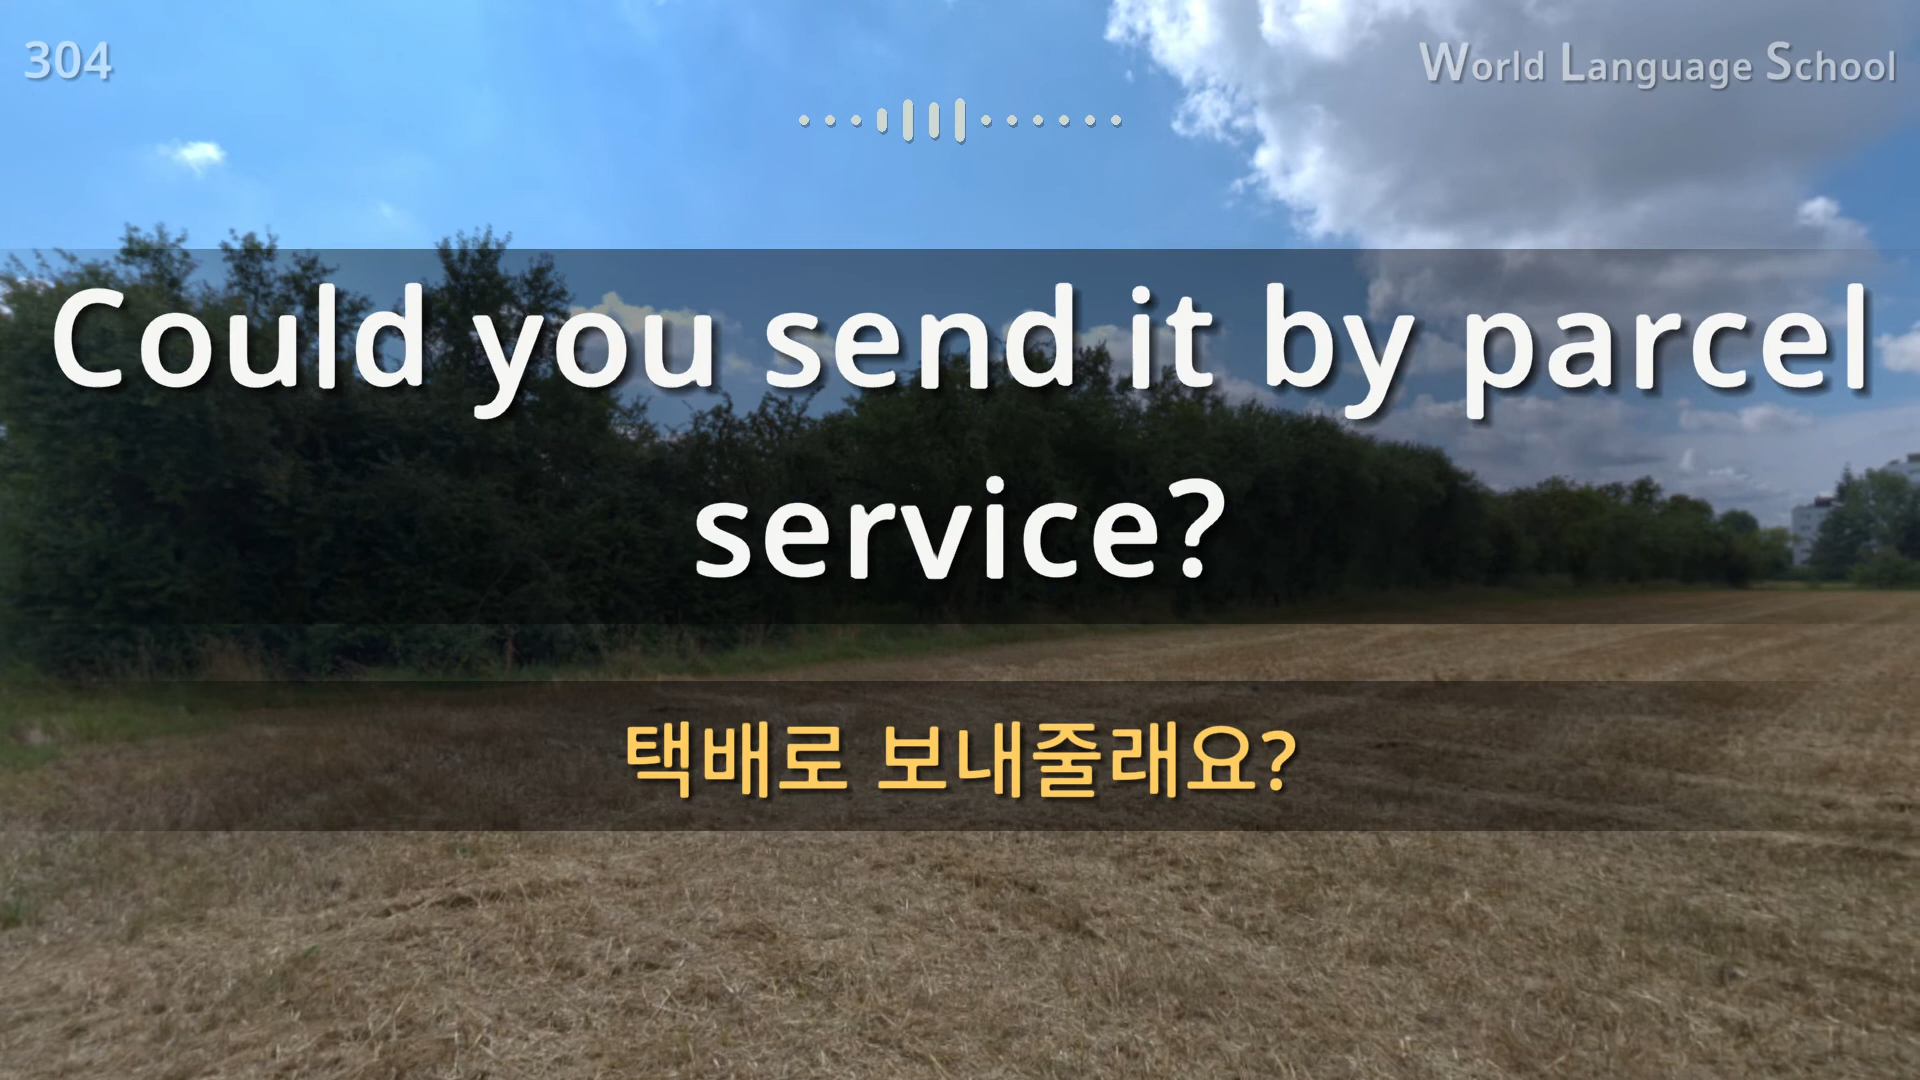 304
World Language School
Could you send it by parcel
service?
택배로 보내줄래요?